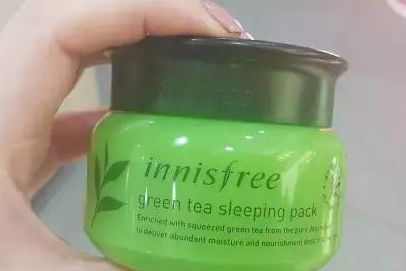 innisfree
green tea sleeping pack
Enriched with squeezed green tea from the pure
to deliver abundant moisture and nourishment